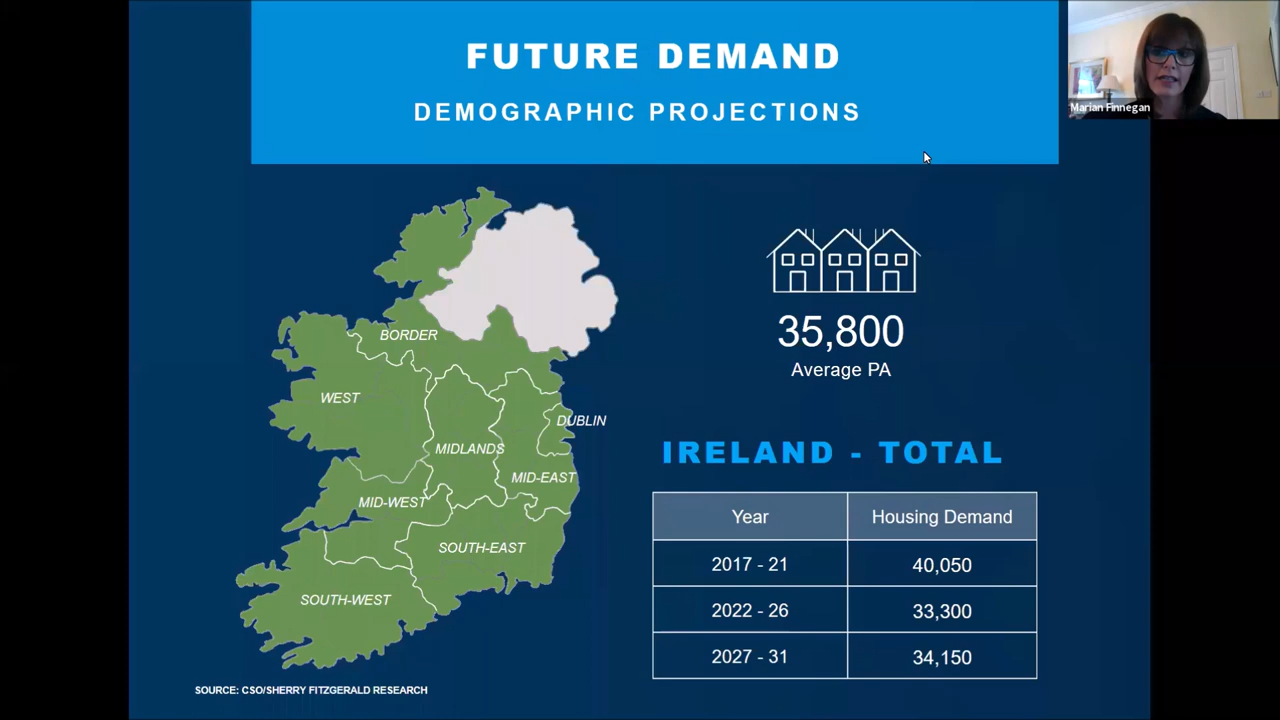 FUTURE DEMAND
DEMOGRAPHIC PROJECTIONS
Marian Finnegan
BORDER
WEST
DUBLIN
MIDLANDS
MID-EAST
MID-WEST
SOUTH-EAST
SOUTH-WEST
35,800
Average PA
IRELAND - TOTAL
Year Housing Demand
2017 - 21 40,050
2022 - 26 33,300
2027 - 31 34,150
SOURCE: CSO/SHERRY FITZGERALD RESEARCH